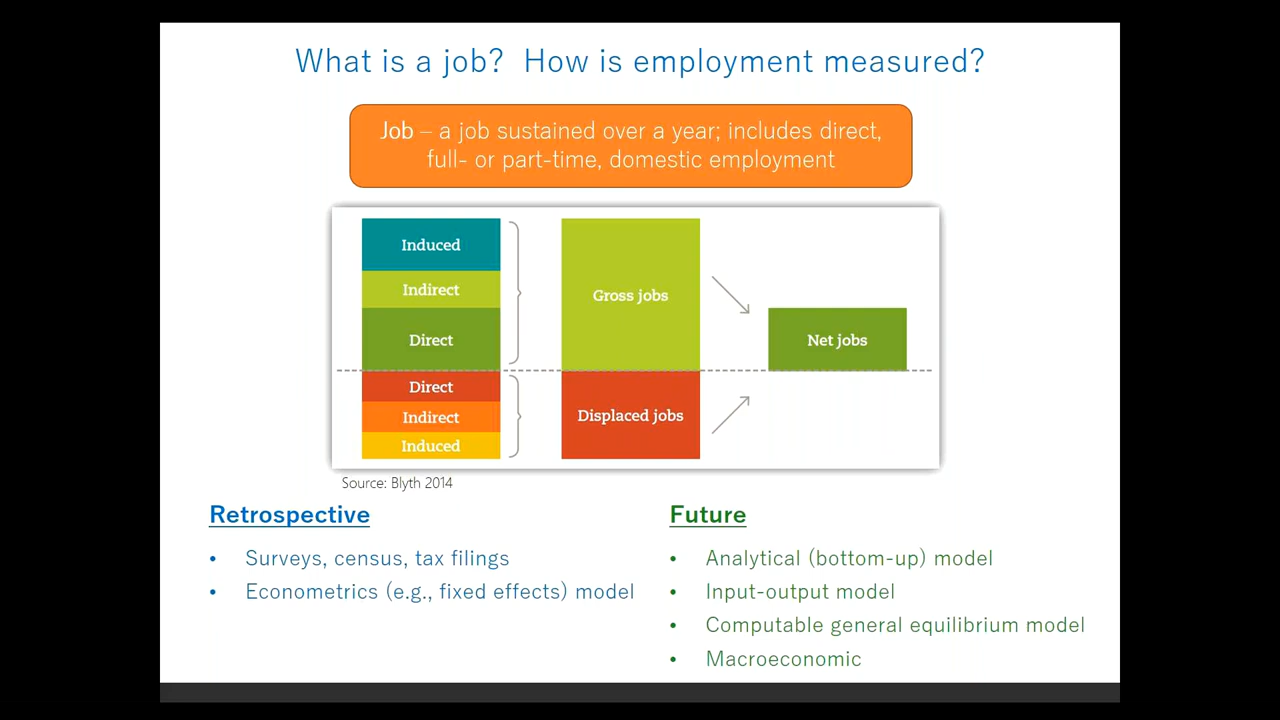 What is a job?  How is employment measured?
Job – a job sustained over a year; includes direct,
full- or part-time, domestic employment
Induced
Indirect
Direct
Direct
Indirect
Induced
Gross jobs
Displaced jobs
Net jobs
Source: Blyth 2014
Retrospective
• Surveys, census, tax filings
• Econometrics (e.g., fixed effects) model
Future
• Analytical (bottom-up) model
• Input-output model
• Computable general equilibrium model
• Macroeconomic